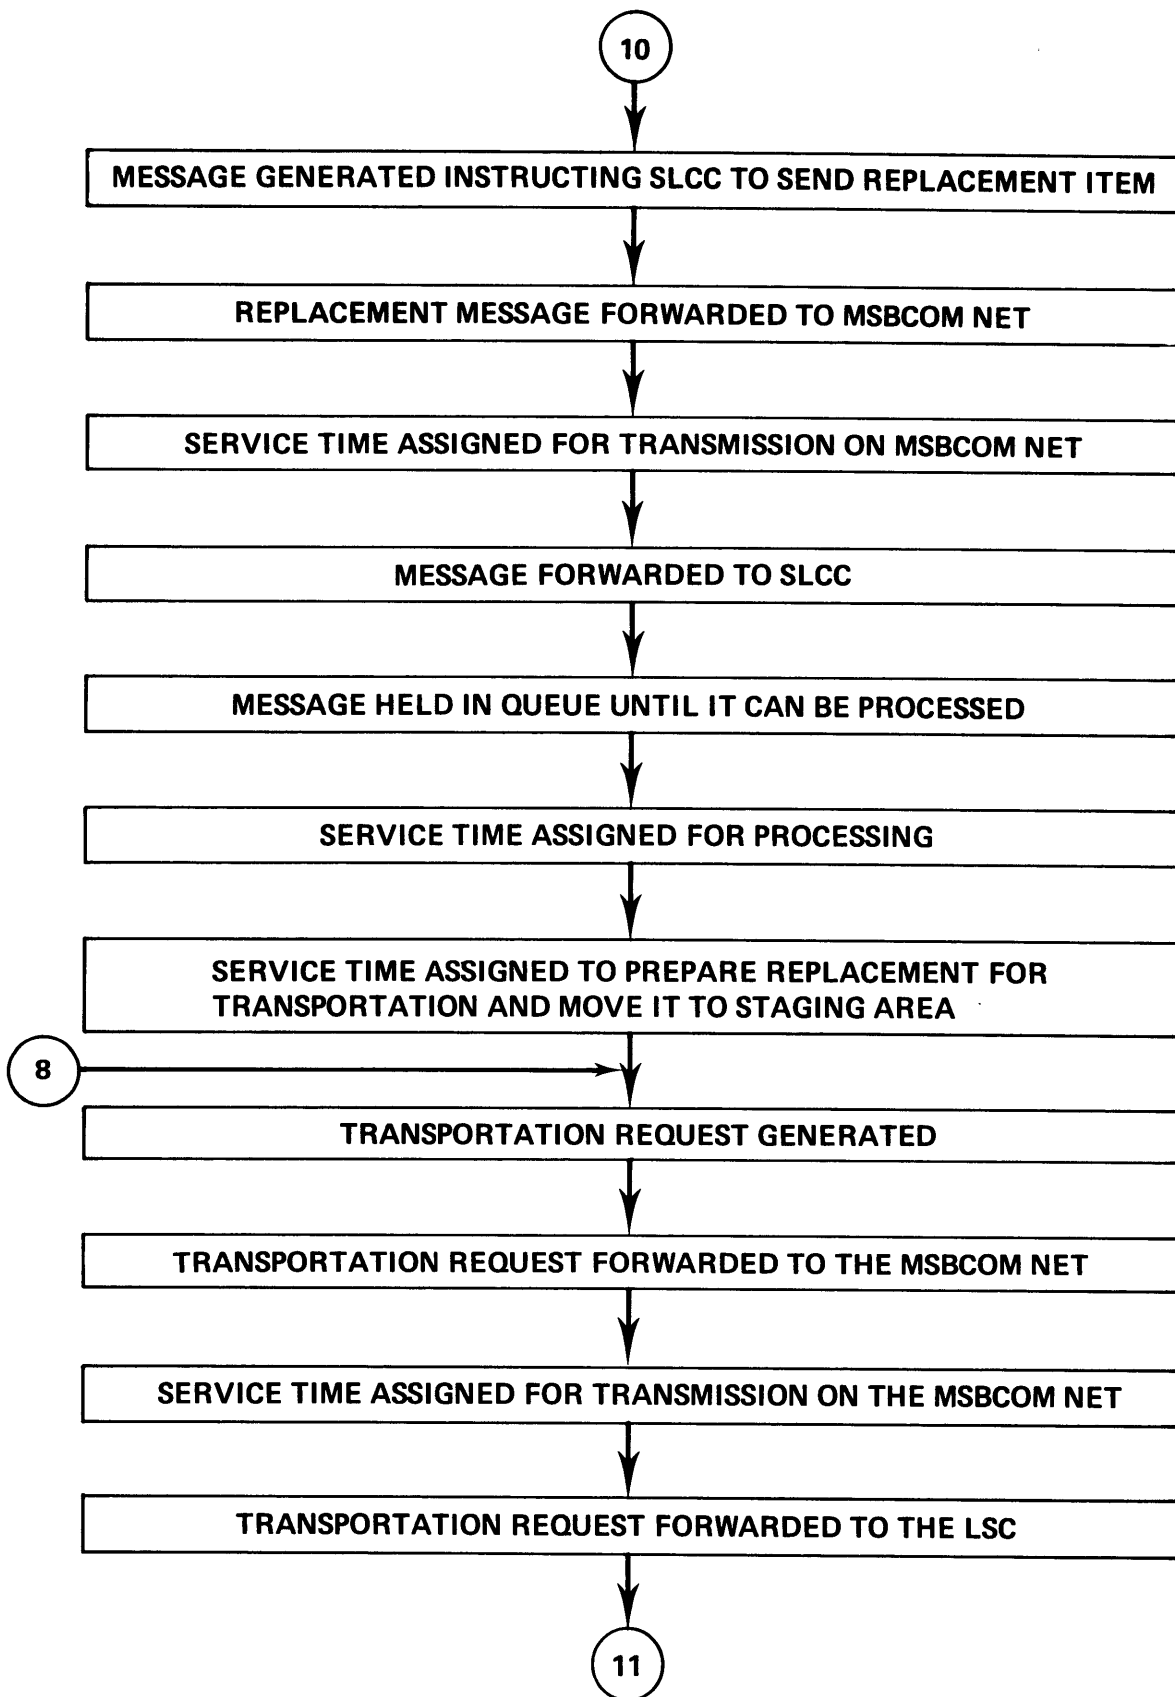 10
MESSAGE GENERATED INSTRUCTING SLCC TO SEND REPLACEMENT ITEM
REPLACEMENT MESSAGE FORWARDED TO MSBCOM NET
SERVICE TIME ASSIGNED FOR TRANSMISSION ON MSBCOM NET
MESSAGE FORWARDED TO SLCC
MESSAGE HELD IN QUEUE UNTIL IT CAN BE PROCESSED
SERVICE TIME ASSIGNED FOR PROCESSING
SERVICE TIME ASSIGNED TO PREPARE REPLACEMENT FOR
TRANSPORTATION AND MOVE IT TO STAGING AREA
8
TRANSPORTATION REQUEST GENERATED
TRANSPORTATION REQUEST FORWARDED TO THE MSBCOM NET
SERVICE TIME ASSIGNED FOR TRANSMISSION ON THE MSBCOM NET
TRANSPORTATION REQUEST FORWARDED TO THE LSC
11